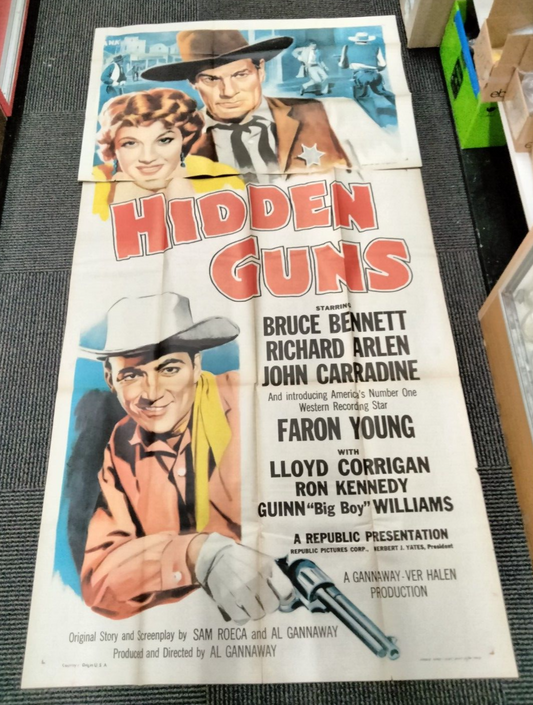 HIDDEN
GUNS
STARRING
BRUCE BENNETT
RICHARD ARLEN
JOHN CARRADINE
And introducing America's Number One
Western Recording Star
FARON YOUNG
WITH
LLOYD CORRIGAN
RON KENNEDY
GUINN "Big Boy" WILLIAMS
A REPUBLIC PRESENTATION
REPUBLIC PICTURES CORP., HERBERT J. YATES, President
A GANNAWAY-VER HALEN
PRODUCTION
Original Story and Screenplay by SAM ROECA and AL GANNAWAY
Produced and Directed by AL GANNAWAY